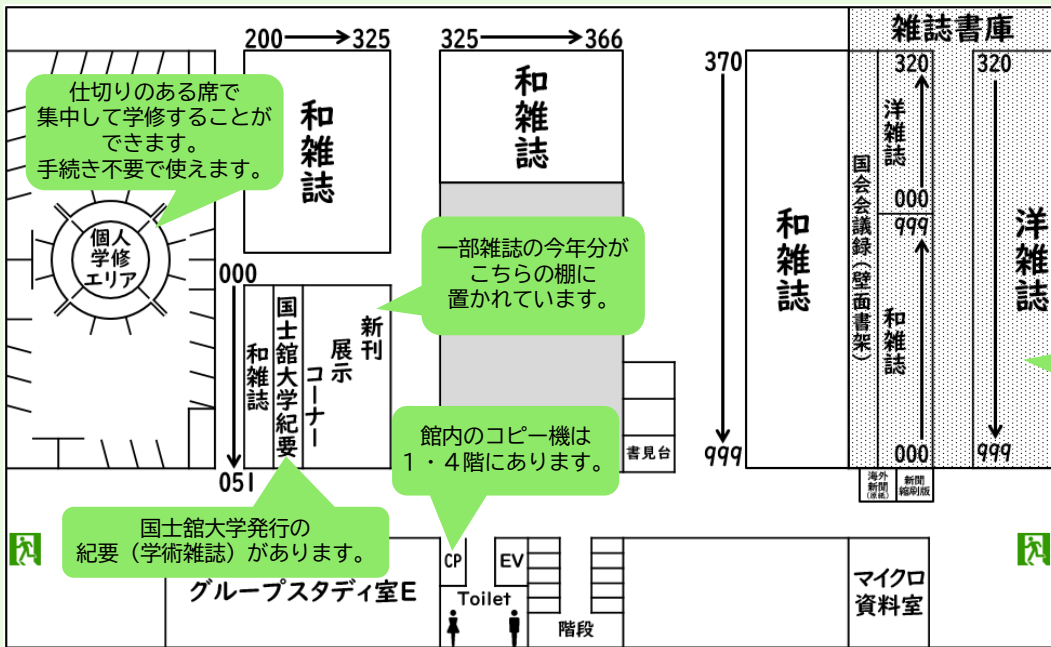 雑誌書庫
200 → 325
325 → 366
370
320
320
仕切りのある席で
集中して学修することが
できます。
手続き不要で使えます。
和雑誌
和雑誌
洋雑誌
国会会議録(壁面書架)
000
999
個人
学修
エリア
一部雑誌の今年分が
こちらの棚に
置かれています。
和雑誌
洋雑誌
000
新刊
展示
コーナー
国士舘大学紀要
和雑誌
和雑誌
館内のコピー機は
1・4階にあります。
書見台
999
000
999
051
海外
新聞
(原紙)
新聞
縮刷版
国士舘大学発行の
紀要(学術雑誌)があります。
CP
EV
グループスタディ室E
Toilet
階段
マイクロ
資料室